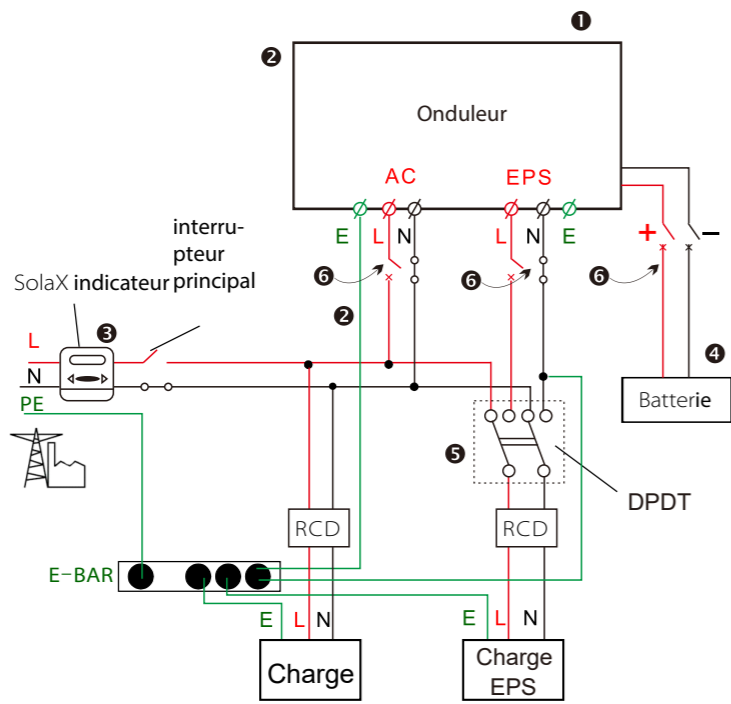 ❶
❷
Onduleur
AC
EPS
E
L
N
L
N
E
+
−
interru-
pteur
principal
❻
❻
❻
SolaX indicateur
❷
❸
L
N
PE
❹
Batterie
❺
DPDT
RCD
RCD
E-BAR
E
L
N
E
L
N
Charge
Charge
EPS